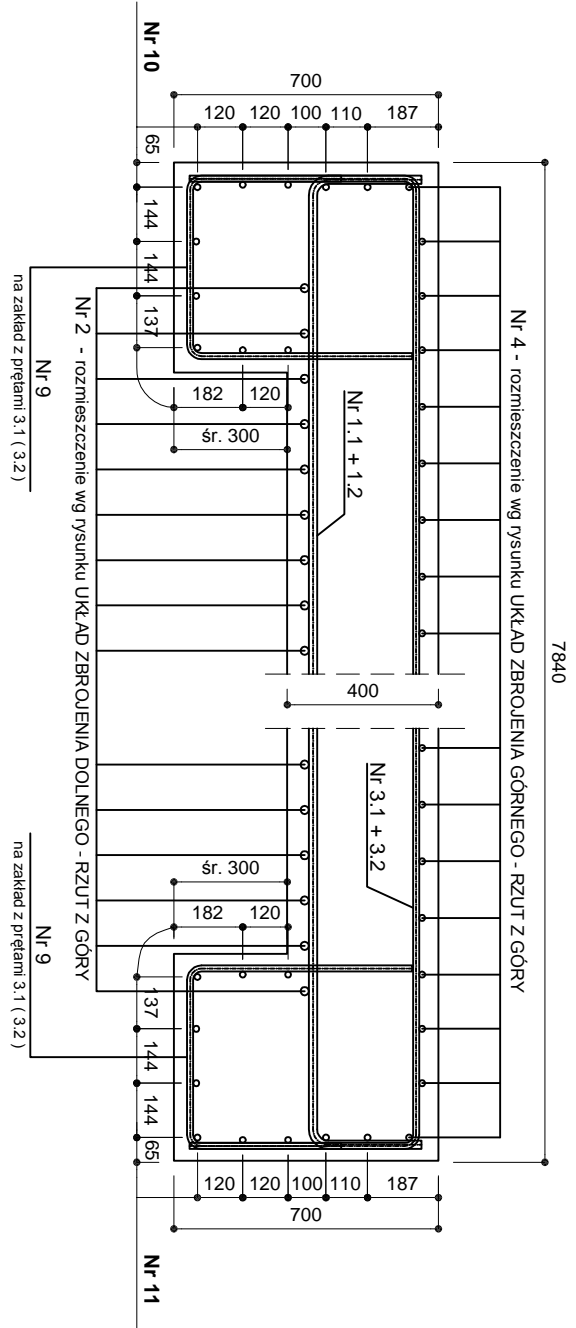 7840
Nr 4 - rozmieszczenie wg rysunku UKŁAD ZBROJENIA GÓRNEGO - RZUT Z GÓRY
700
187
110
100
120
120
65
Nr 10
144
144
137
182
120
śr. 300
Nr 1.1 + 1.2
400
Nr 3.1 + 3.2
śr. 300
182
120
137
144
144
65
187
110
100
120
120
700
Nr 11
Nr 2 - rozmieszczenie wg rysunku UKŁAD ZBROJENIA DOLNEGO - RZUT Z GÓRY
Nr 9
na zakład z prętami 3.1 ( 3.2 )
Nr 9
na zakład z prętami 3.1 ( 3.2 )